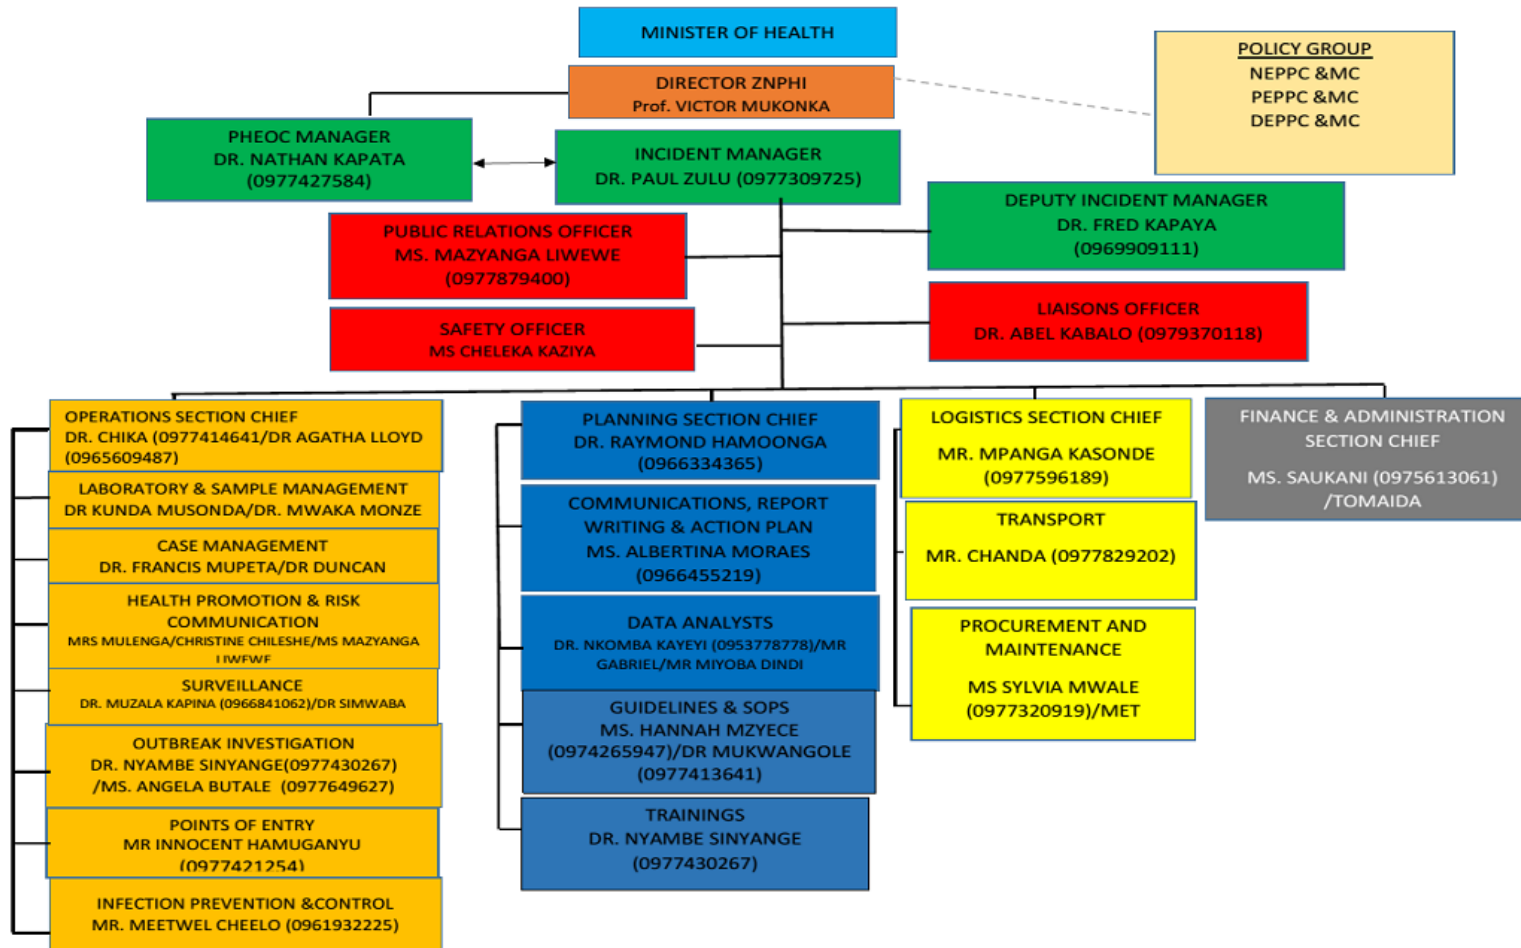 MINISTER OF HEALTH
POLICY GROUP
NEPPC &MC
PEPPC &MC
DEPPC &MC
DIRECTOR ZNPHI
Prof. VICTOR MUKONKA
PHEOC MANAGER
DR. NATHAN KAPATA
(0977427584)
INCIDENT MANAGER
DR. PAUL ZULU (0977309725)
DEPUTY INCIDENT MANAGER
DR. FRED KAPAYA
(0969909111)
PUBLIC RELATIONS OFFICER
MS. MAZYANGA LIWEWE
(0977879400)
LIAISONS OFFICER
DR. ABEL KABALO (0979370118)
SAFETY OFFICER
MS CHELEKA KAZIYA
OPERATIONS SECTION CHIEF
DR. CHIKA (0977414641/DR AGATHA LLOYD
(0965609487)
LABORATORY & SAMPLE MANAGEMENT
DR KUNDA MUSONDA/DR. MWAKA MONZE
CASE MANAGEMENT
DR. FRANCIS MUPETA/DR DUNCAN
HEALTH PROMOTION & RISK
COMMUNICATION
MRS MULENGA/CHRISTINE CHILESHE/MS MAZYANGA
LIWEWE
SURVEILLANCE
DR. MUZALA KAPINA (0966841062)/DR SIMWABA
OUTBREAK INVESTIGATION
DR. NYAMBE SINYANGE(0977430267)
/MS. ANGELA BUTALE (0977649627)
POINTS OF ENTRY
MR INNOCENT HAMUGANYU
(0977421254)
INFECTION PREVENTION &CONTROL
MR. MEETWEL CHEELO (0961932225)
PLANNING SECTION CHIEF
DR. RAYMOND HAMOONGA
(0966334365)
COMMUNICATIONS, REPORT
WRITING & ACTION PLAN
MS. ALBERTINA MORAES
(0966455219)
DATA ANALYSTS
DR. NKOMBA KAYEYI (0953778778)/MR
GABRIEL/MR MIYOBA DINDI
GUIDELINES & SOPS
MS. HANNAH MZYECE
(0974265947)/DR MUKWANGOLE
(0977413641)
TRAININGS
DR. NYAMBE SINYANGE
(0977430267)
LOGISTICS SECTION CHIEF
MR. MPANGA KASONDE
(0977596189)
TRANSPORT
MR. CHANDA (0977829202)
PROCUREMENT AND
MAINTENANCE
MS SYLVIA MWALE
(0977320919)/MET
FINANCE & ADMINISTRATION
SECTION CHIEF
MS. SAUKANI (0975613061)
/TOMAIDA